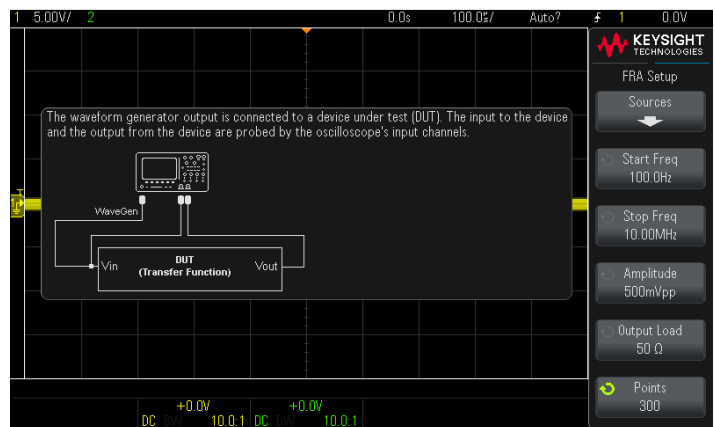 1 5.00V/ 2 0.0s 100.0ʊ/ Auto? 1 0.0V
KEYSIGHT
TECHNOLOGIES
FRA Setup
Sources
The waveform generator output is connected to a device under test (DUT). The input to the device
and the output from the device are probed by the oscilloscope's input channels.
Start Freq
100.0Hz
WaveGen
Stop Freq
10.00MHz
Vin
DUT
(Transfer Function)
Vout
Amplitude
500mVpp
Output Load
50 Ω
Points
300
+0.0V +0.0V
DC BW 10.0:1 DC BW 10.0:1